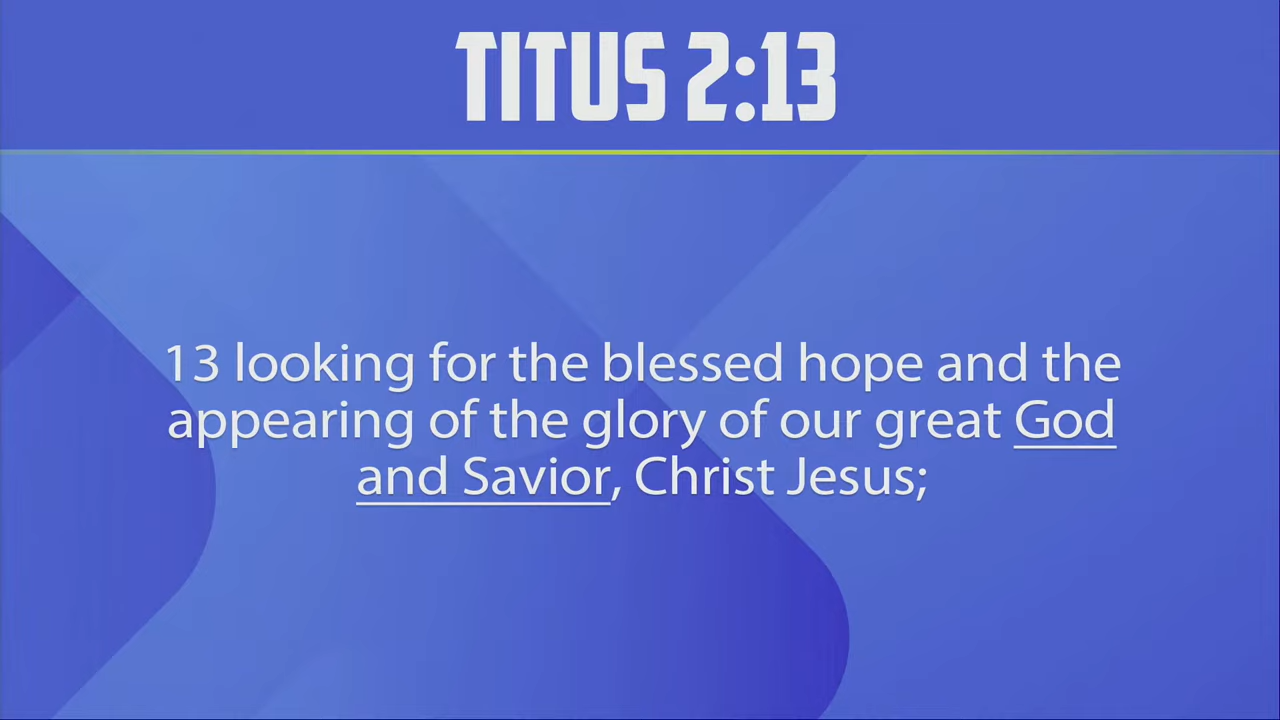 TITUS 2:13
13 looking for the blessed hope and the
appearing of the glory of our great God
and Savior, Christ Jesus;